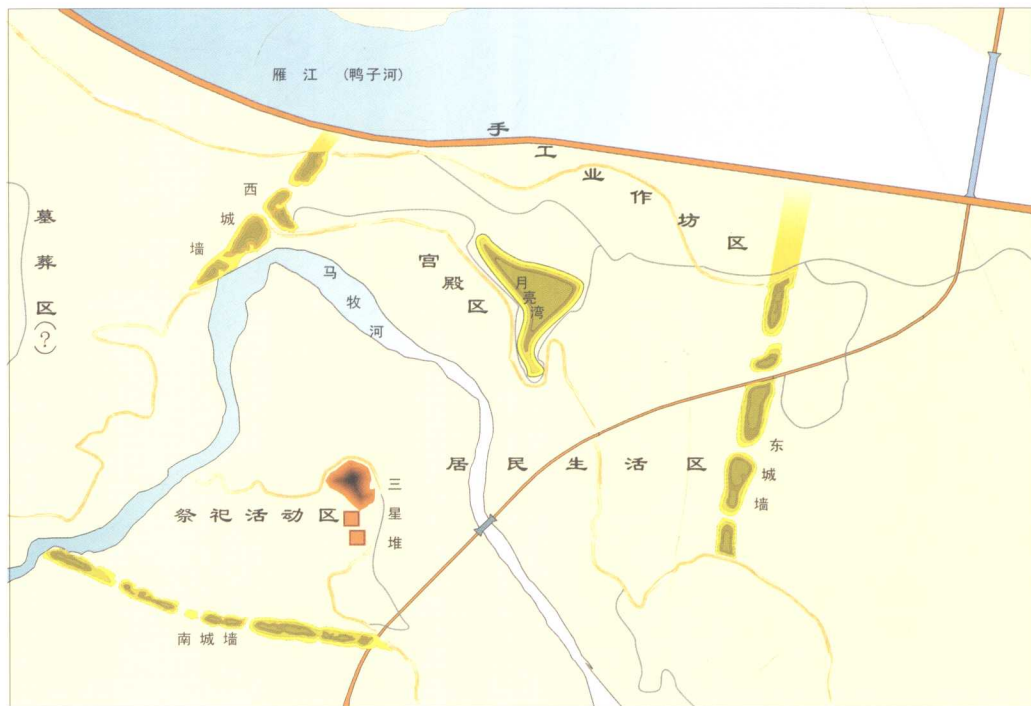 雁江 (鸭子河)
手工业作坊区
西城墙
墓葬区(?)
马牧河
宫殿区
月亮湾
东城墙
居民生活区
三星堆
祭祀活动区
南城墙